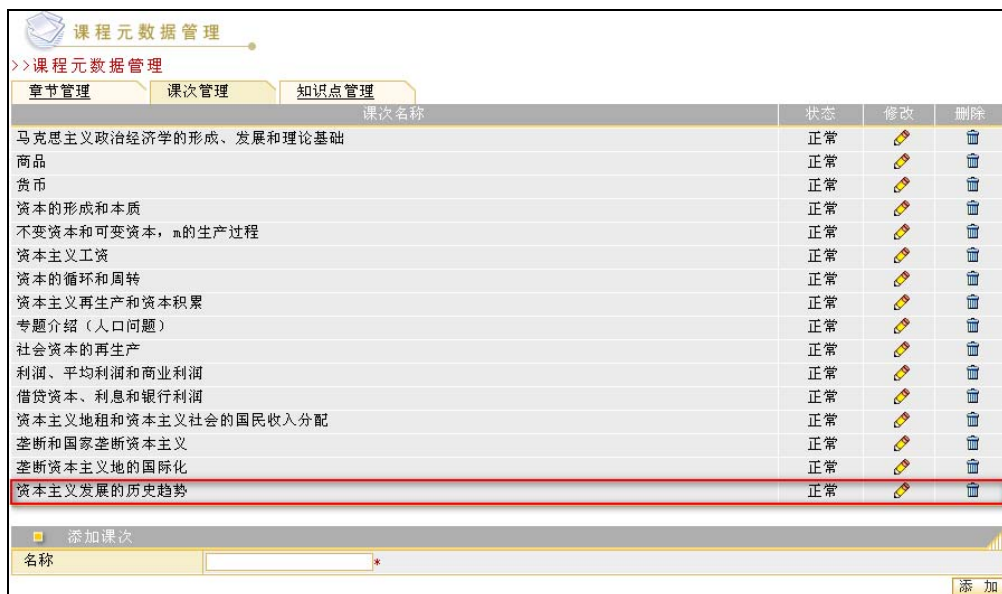 课程元数据管理
>>课程元数据管理
章节管理 课次管理 知识点管理
课次名称 状态 修改 删除
马克思主义政治经济学的形成、发展和理论基础 正常
商品 正常
货币 正常
资本的形成和本质 正常
不变资本和可变资本，m的生产过程 正常
资本主义工资 正常
资本的循环和周转 正常
资本主义再生产和资本积累 正常
专题介绍（人口问题） 正常
社会资本的再生产 正常
利润、平均利润和商业利润 正常
借贷资本、利息和银行利润 正常
资本主义地租和资本主义社会的国民收入分配 正常
垄断和国家垄断资本主义 正常
垄断资本主义地的国际化 正常
资本主义发展的历史趋势 正常
添加课次
名称 *
添 加